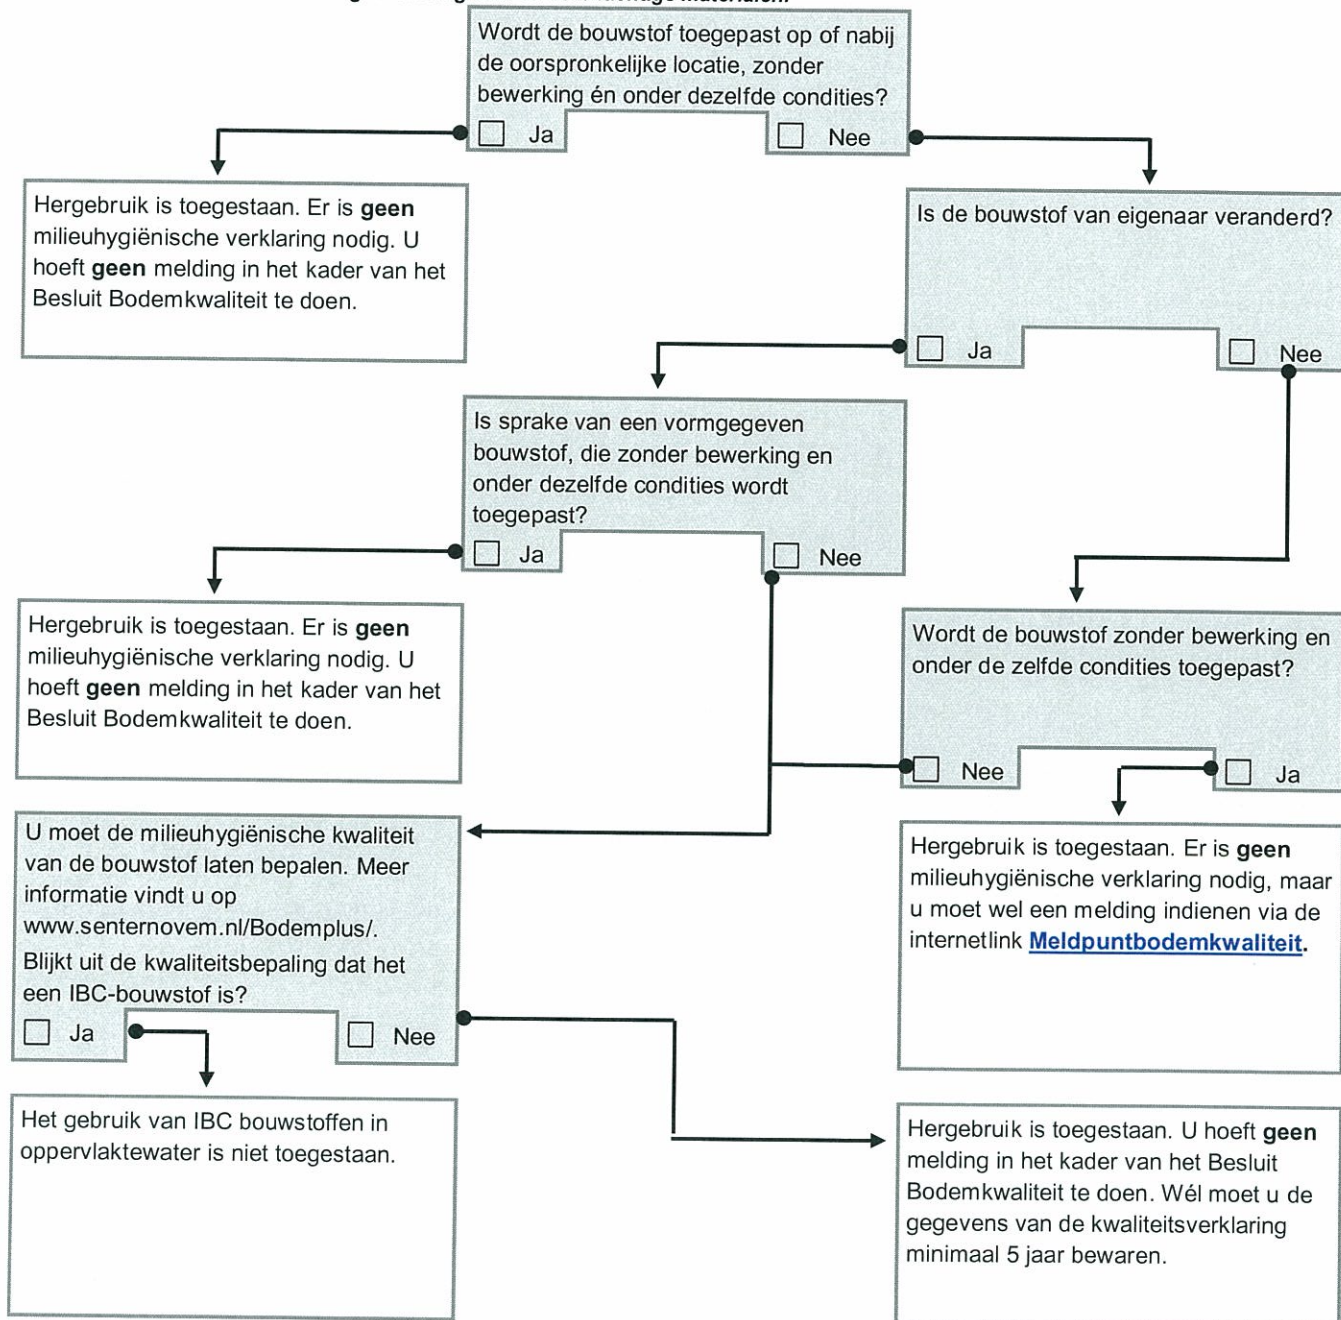 Wordt de bouwstof toegepast op of nabij
de oorspronkelijke locatie, zonder
bewerking én onder dezelfde condities?
Ja
Nee
Hergebruik is toegestaan. Er is geen
milieuhygiënische verklaring nodig. U
hoeft geen melding in het kader van het
Besluit Bodemkwaliteit te doen.
Is de bouwstof van eigenaar veranderd?
Ja
Nee
Is sprake van een vormgegeven
bouwstof, die zonder bewerking en
onder dezelfde condities wordt
toegepast?
Ja
Nee
Hergebruik is toegestaan. Er is geen
milieuhygiënische verklaring nodig. U
hoeft geen melding in het kader van het
Besluit Bodemkwaliteit te doen.
Wordt de bouwstof zonder bewerking en
onder de zelfde condities toegepast?
Nee
Ja
U moet de milieuhygiënische kwaliteit
van de bouwstof laten bepalen. Meer
informatie vindt u op
www.senternovem.nl/Bodemplus/.
Blijkt uit de kwaliteitsbepaling dat het
een IBC-bouwstof is?
Ja
Nee
Hergebruik is toegestaan. Er is geen
milieuhygiënische verklaring nodig, maar
u moet wel een melding indienen via de
internetlink Meldpuntbodemkwaliteit.
Het gebruik van IBC bouwstoffen in
oppervlaktewater is niet toegestaan.
Hergebruik is toegestaan. U hoeft geen
melding in het kader van het Besluit
Bodemkwaliteit te doen. Wél moet u de
gegevens van de kwaliteitsverklaring
minimaal 5 jaar bewaren.